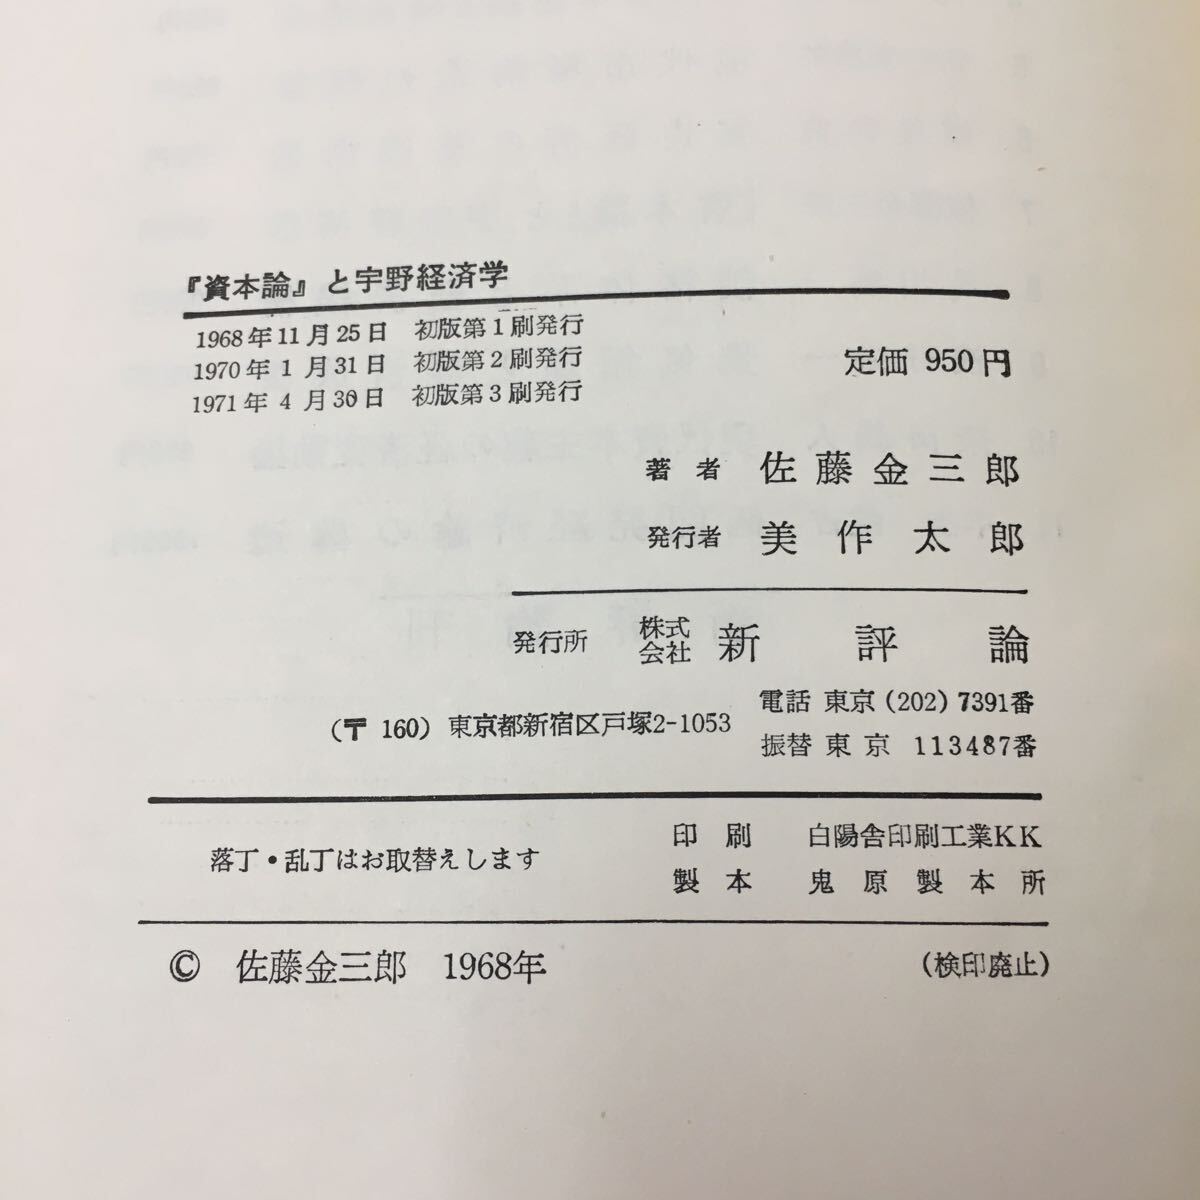 『資本論』と宇野経済学
1968年11月25日 初版第1刷発行
1970年1月31日 初版第2刷発行
1971年4月30日 初版第3刷発行
定価 950円
著者 佐藤金三郎
発行者 美作太郎
発行所 株式会社 新評論
(〒160) 東京都新宿区戸塚2-1053
電話 東京 (202) 7391番
振替 東京 113487番
落丁・乱丁はお取替えします
印刷 白陽舎印刷工業KK
製本 鬼原製本所
© 佐藤金三郎 1968年
(検印廃止)